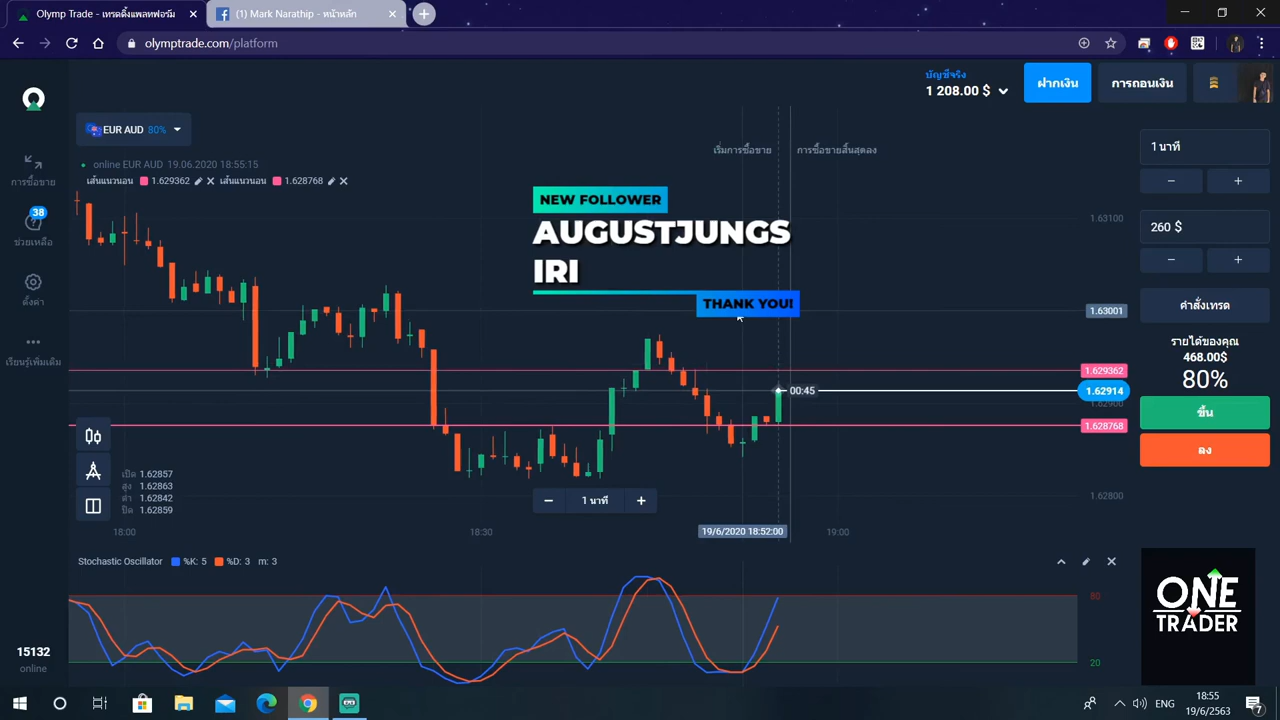 Olymp Trade - เทรดดิ้งแพลทฟอร์ม
(1) Mark Narathip - หน้าหลัก
olymptrade.com/platform
บัญชีจริง
1 208.00 $
ฝากเงิน
การถอนเงิน
EUR AUD 80%
online EUR AUD 19.06.2020 18:55:15
เส้นแนวนอน 1.629362 เส้นแนวนอน 1.628768
เริ่มการซื้อขาย
การซื้อขายสิ้นสุดลง
NEW FOLLOWER
AUGUSTJUNGS
IRI
THANK YOU!
การซื้อขาย
38
ช่วยเหลือ
ตั้งค่า
เรียนรู้เพิ่มเติม
15132
online
1.63100
1.63001
1.629362
1.62914
1.62900
1.628768
1.62800
00:45
1 นาที
− +
260 $
− +
คำสั่งเทรด
รายได้ของคุณ
468.00$
80%
ขึ้น
ลง
เปิด 1.62857
สูง 1.62863
ต่ำ 1.62842
ปิด 1.62859
− 1 นาที +
18:00
18:30
19/6/2020 18:52:00
19:00
Stochastic Oscillator %K: 5 %D: 3 m: 3
80
20
ONE
TRADER
ENG
18:55
19/6/2563
7